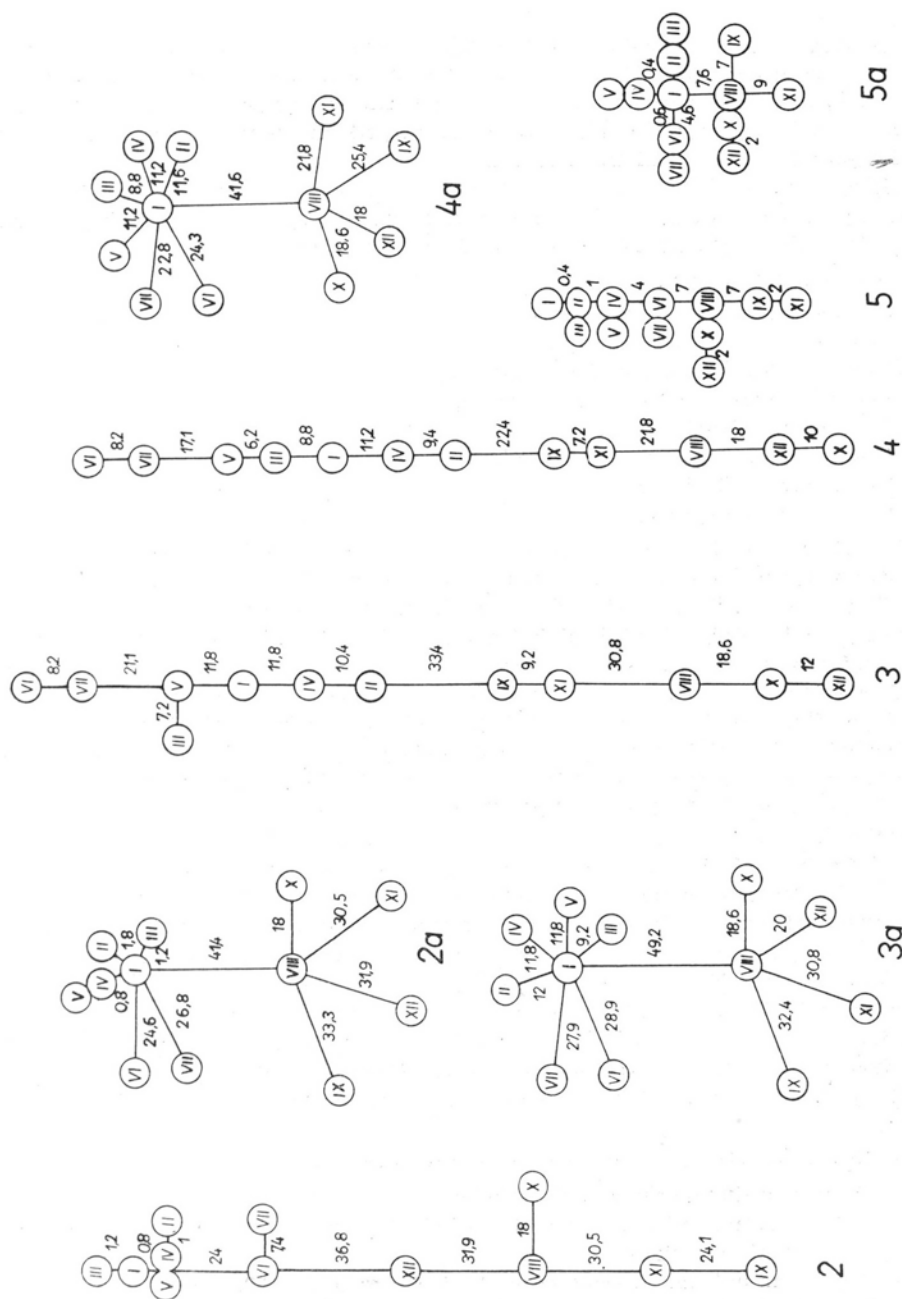 2
III
1,2
I
0,8
V
IV
1
II
24
VI
7,4
VII
36,8
XII
31,9
VIII
18
X
30,5
XI
24,1
IX
2a
V
IV
II
0,8
1,8
III
I
1,2
24,6
VI
26,8
VII
41,4
VIII
18
X
30,5
XI
31,9
XII
33,3
IX
3a
II
12
IV
11,8
V
11,8
I
9,2
III
27,9
VII
28,9
VI
49,2
VIII
18,6
X
20
XII
30,8
XI
32,4
IX
3
VI
8,2
VII
21,1
V
7,2
III
11,8
I
11,8
IV
10,4
II
33,4
IX
9,2
XI
30,8
VIII
18,6
X
12
XII
4
VI
8,2
VII
17,1
V
6,2
III
8,8
I
11,2
IV
9,4
II
22,4
IX
7,2
XI
21,8
VIII
18
XII
10
X
4a
V
11,2
III
8,8
IV
11,2
II
11,6
I
22,8
VII
24,3
VI
41,6
VIII
21,8
XI
25,4
IX
18
XII
18,6
X
5
I
0,4
II
III
1
IV
V
4
VI
VII
7
VIII
X
2
XII
7
IX
2
XI
5a
V
IV
0,4
III
II
I
0,6
4,6
VI
VII
7,6
VIII
7
IX
X
2
XII
9
XI